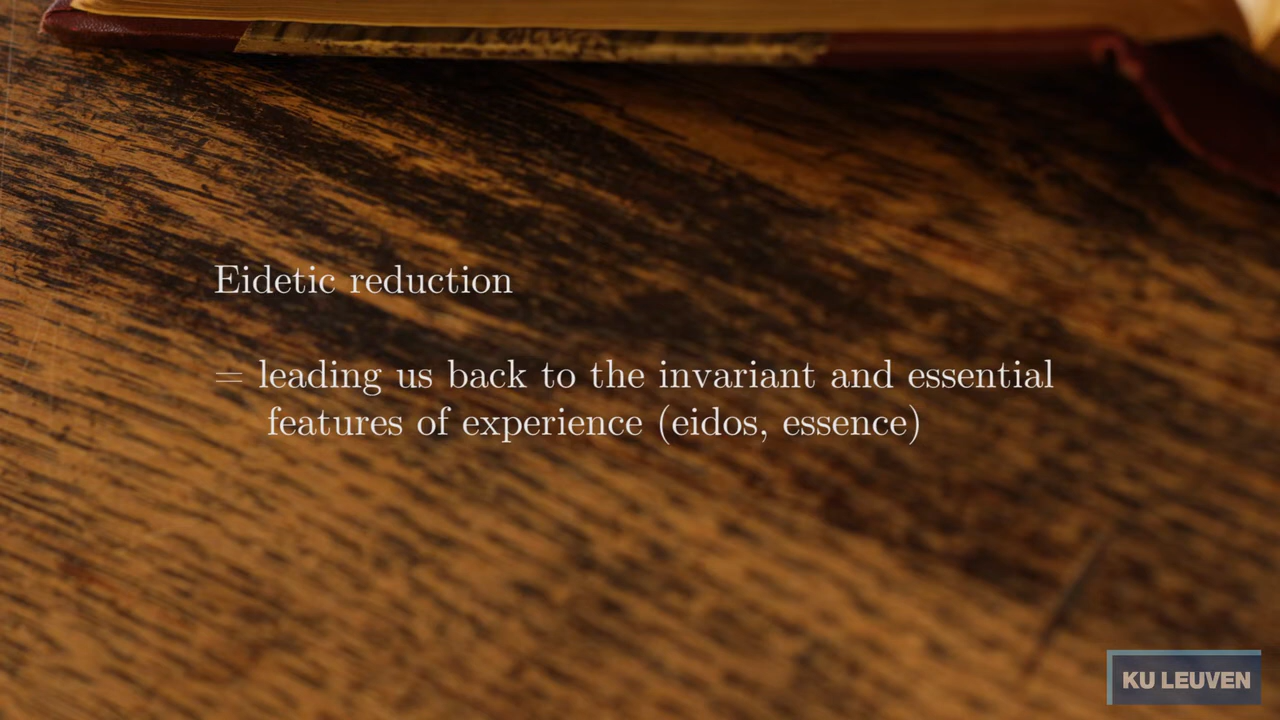 Eidetic reduction
= leading us back to the invariant and essential
features of experience (eidos, essence)
KU LEUVEN